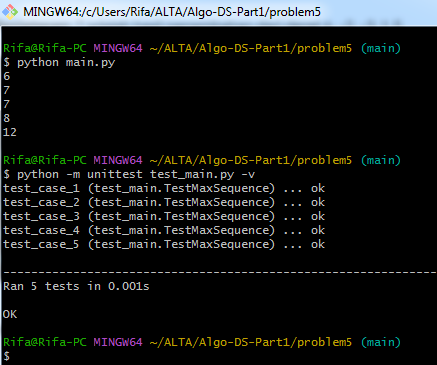 MINGW64:/c/Users/Rifa/ALTA/Algo-DS-Part1/problem5
Rifa@Rifa-PC MINGW64 ~/ALTA/Algo-DS-Part1/problem5 (main)
$ python main.py
6
7
7
8
12
Rifa@Rifa-PC MINGW64 ~/ALTA/Algo-DS-Part1/problem5 (main)
$ python -m unittest test_main.py -v
test_case_1 (test_main.TestMaxSequence) ... ok
test_case_2 (test_main.TestMaxSequence) ... ok
test_case_3 (test_main.TestMaxSequence) ... ok
test_case_4 (test_main.TestMaxSequence) ... ok
test_case_5 (test_main.TestMaxSequence) ... ok
----------------------------------------------------------------------
Ran 5 tests in 0.001s
OK
Rifa@Rifa-PC MINGW64 ~/ALTA/Algo-DS-Part1/problem5 (main)
$